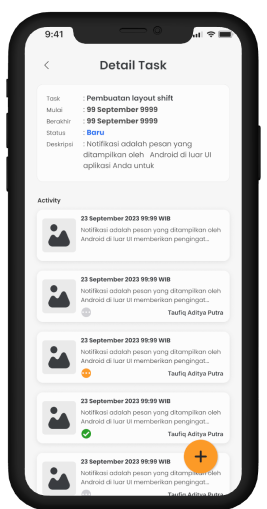 9:41
Detail Task
Task : Pembuatan layout shift
Mulai : 99 September 9999
Berakhir : 99 September 9999
Status : Baru
Deskripsi : Notifikasi adalah pesan yang
ditampilkan oleh Android di luar UI
aplikasi Anda untuk
Activity
23 September 2023 99:99 WIB
Notifikasi adalah pesan yang ditampilkan oleh
Android di luar UI memberikan pengingat...
23 September 2023 99:99 WIB
Notifikasi adalah pesan yang ditampilkan oleh
Android di luar UI memberikan pengingat...
Taufiq Aditya Putra
23 September 2023 99:99 WIB
Notifikasi adalah pesan yang ditampilkan oleh
Android di luar UI memberikan pengingat...
Taufiq Aditya Putra
23 September 2023 99:99 WIB
Notifikasi adalah pesan yang ditampilkan oleh
Android di luar UI memberikan pengingat...
Taufiq Aditya Putra
23 September 2023 99:99 WIB
Notifikasi adalah pesan yang ditampilkan oleh
Android di luar UI memberikan
Taufiq Aditya Putra